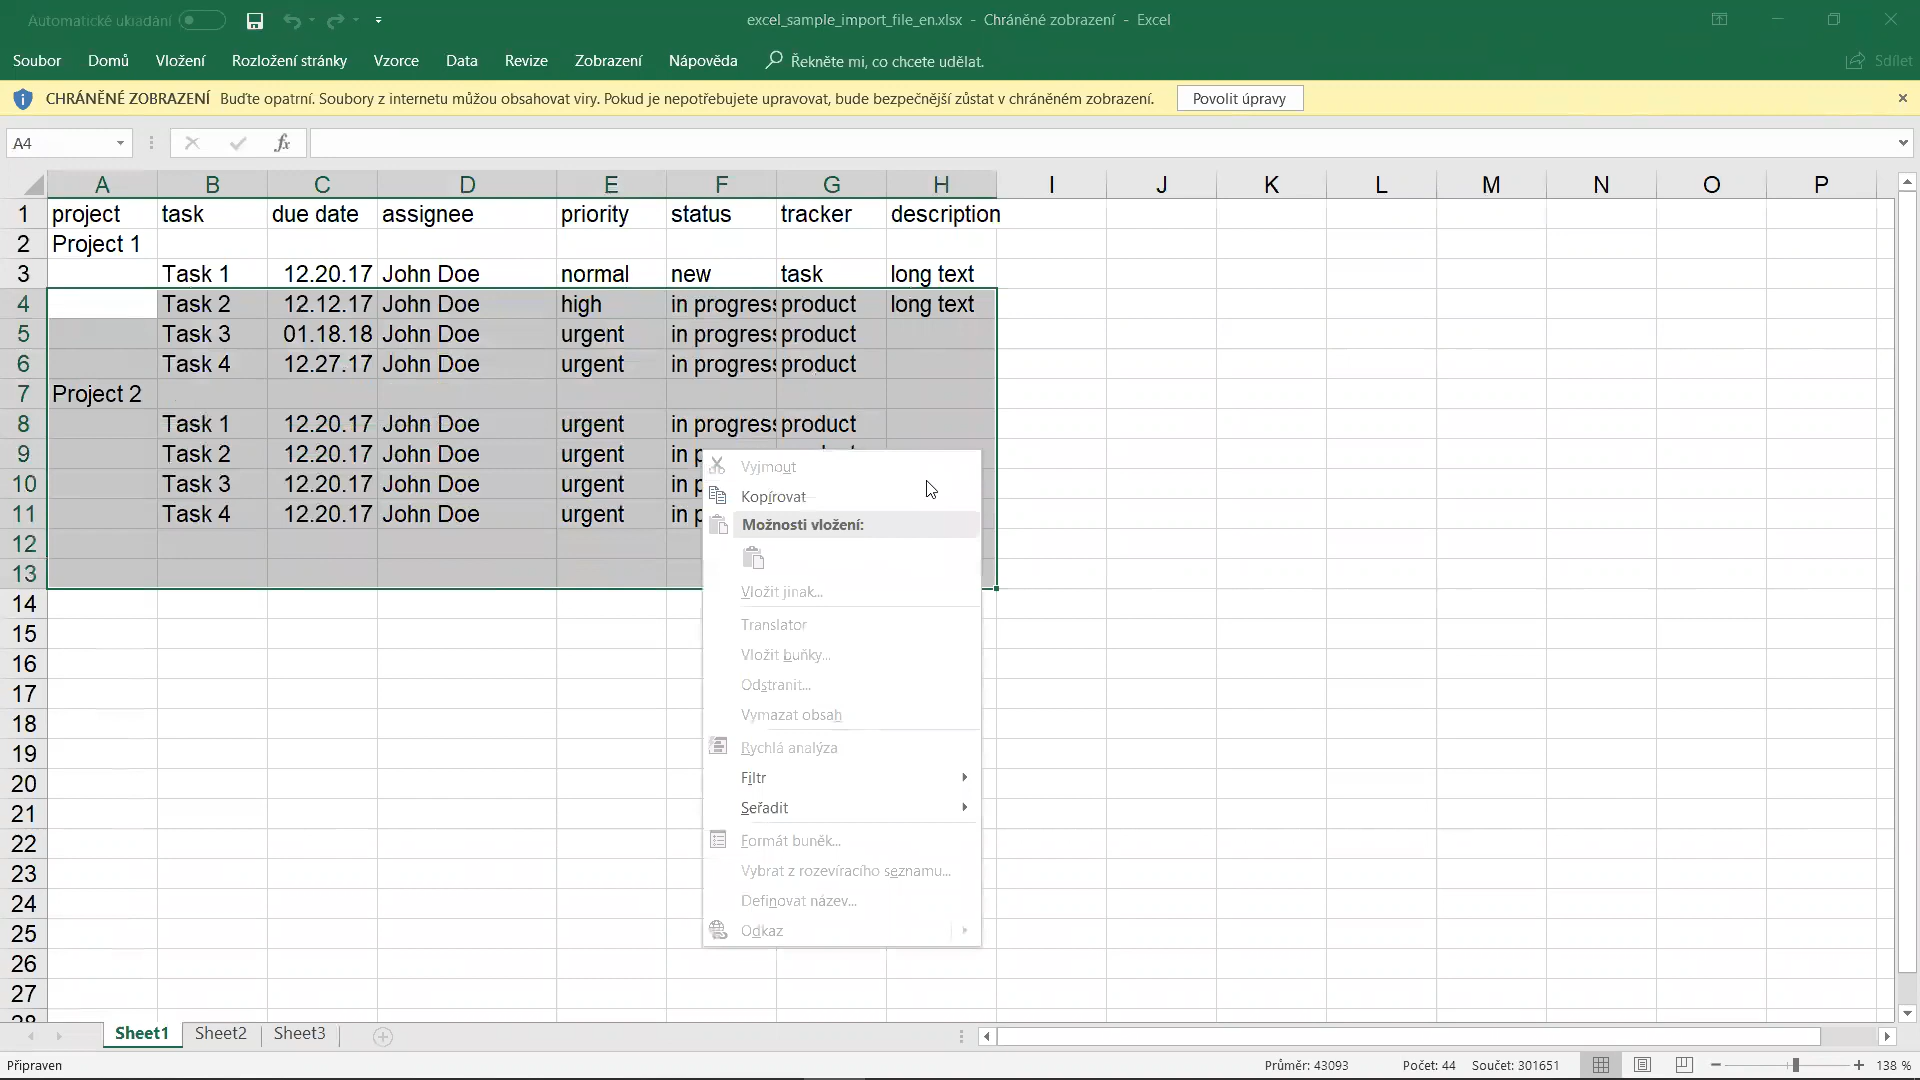 Automatické ukládání
excel_sample_import_file_en.xlsx - Chráněné zobrazení - Excel
Soubor Domů Vložení Rozložení stránky Vzorce Data Revize Zobrazení Nápověda Řekněte mi, co chcete udělat. Sdílet
CHRÁNĚNÉ ZOBRAZENÍ Buďte opatrní. Soubory z internetu můžou obsahovat viry. Pokud je nepotřebujete upravovat, bude bezpečnější zůstat v chráněném zobrazení. Povolit úpravy
A4 fx
A B C D E F G H I J K L M N O P
1 project task due date assignee priority status tracker description
2 Project 1
3 Task 1 12.20.17 John Doe normal new task long text
4 Task 2 12.12.17 John Doe high in progress product long text
5 Task 3 01.18.18 John Doe urgent in progress product
6 Task 4 12.27.17 John Doe urgent in progress product
7 Project 2
8 Task 1 12.20.17 John Doe urgent in progress product
9 Task 2 12.20.17 John Doe urgent in p
10 Task 3 12.20.17 John Doe urgent in p
11 Task 4 12.20.17 John Doe urgent in p
12
13
14
15
16
17
18
19
20
21
22
23
24
25
26
27
28
Vyjmout
Kopírovat
Možnosti vložení:
Vložit jinak...
Translator
Vložit buňky...
Odstranit...
Vymazat obsah
Rychlá analýza
Filtr
Seřadit
Formát buněk...
Vybrat z rozevíracího seznamu...
Definovat název...
Odkaz
Sheet1 Sheet2 Sheet3
Připraven Průměr: 43093 Počet: 44 Součet: 301651 138 %